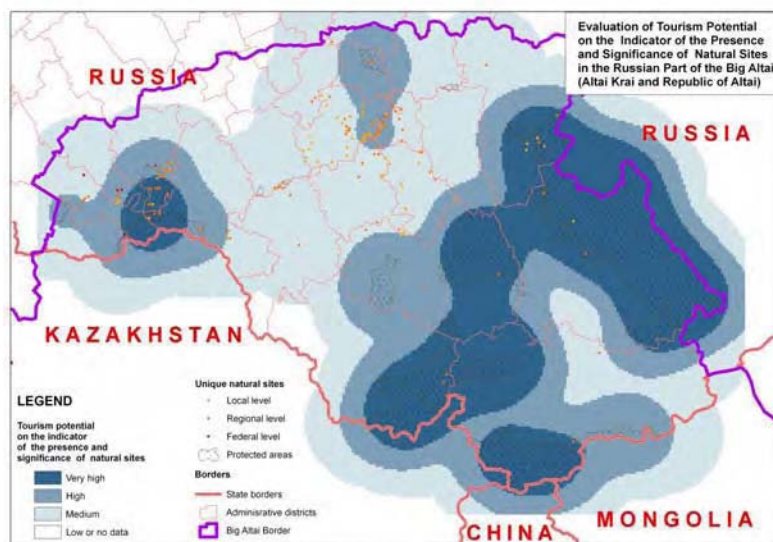 Evaluation of Tourism Potential
on the Indicator of the Presence
and Significance of Natural Sites
in the Russian Part of the Big Altai
(Altai Krai and Republic of Altai)
RUSSIA
RUSSIA
KAZAKHSTAN
LEGEND
Tourism potential
on the indicator
of the presence and
significance of natural sites
Very high
High
Medium
Low or no data
Unique natural sites
Local level
Regional level
Federal level
Protected areas
Borders
State borders
Adminisrative districts
Big Altai Border
CHINA
MONGOLIA